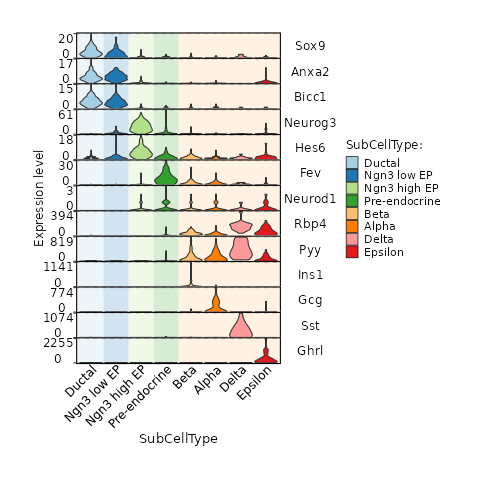 20
0
Sox9
17
0
Anxa2
15
0
Bicc1
61
0
Neurog3
18
0
Hes6
30
0
Fev
3
0
Neurod1
394
0
Rbp4
819
0
Pyy
1141
0
Ins1
774
0
Gcg
1074
0
Sst
2255
0
Ghrl
Expression level
Ductal
Ngn3 low EP
Ngn3 high EP
Pre-endocrine
Beta
Alpha
Delta
Epsilon
SubCellType
SubCellType:
Ductal
Ngn3 low EP
Ngn3 high EP
Pre-endocrine
Beta
Alpha
Delta
Epsilon